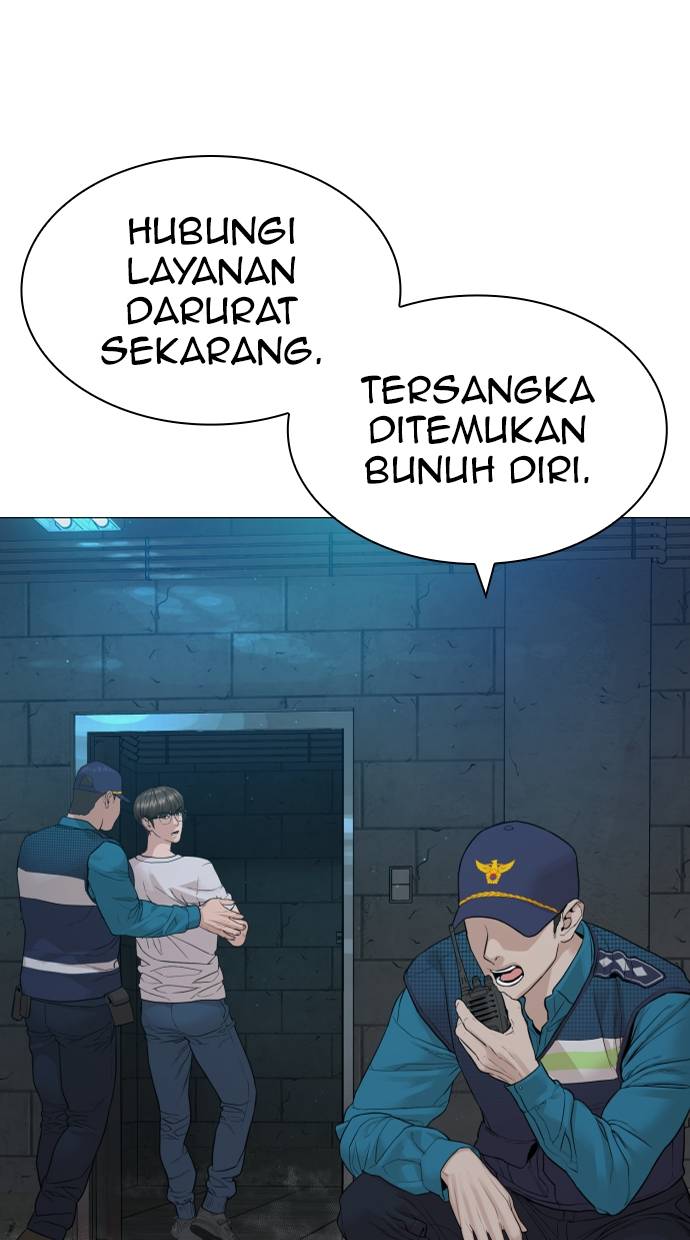 HUBUNGI
LAYANAN
DARURAT
SEKARANG.
TERSANGKA
DITEMUKAN
BUNUH DIRI.